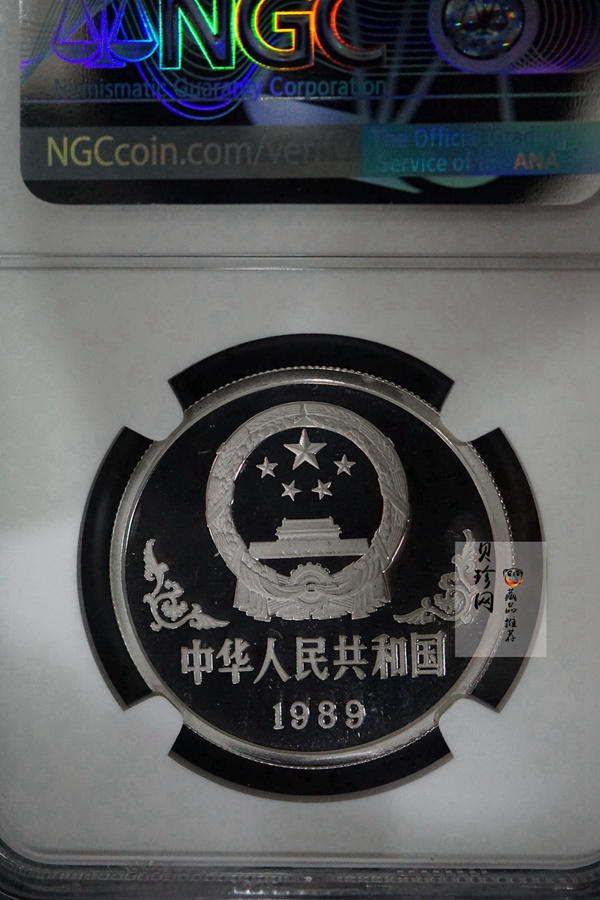 NGC
Numismatic Guaranty Corporation
NGCcoin.com/verify
The Official Grading
Service of the ANA
中华人民共和国
1989
贝珍网
藏品推荐